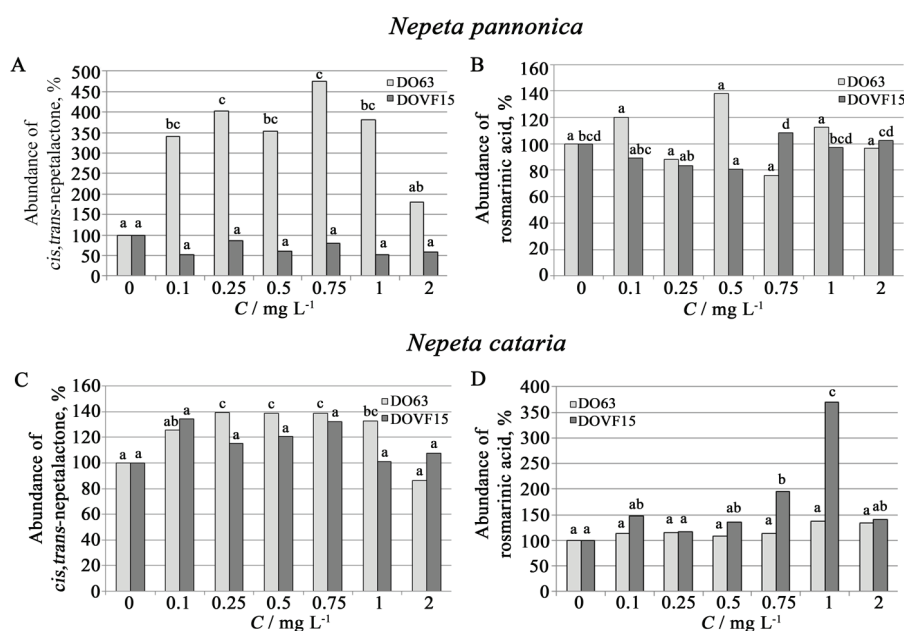 Nepeta pannonica
A
Abundance of
cis,trans-nepetalactone, %
500
450
400
350
300
250
200
150
100
50
0
DO63
DOVF15
a a
bc a
c a
bc a
c a
bc a
ab a
0 0.1 0.25 0.5 0.75 1 2
C / mg L-1
B
Abundance of
rosmarinic acid, %
160
140
120
100
80
60
40
20
0
DO63
DOVF15
a bcd
a abc
a ab
a a
a d
a bcd
a cd
0 0.1 0.25 0.5 0.75 1 2
C / mg L-1
Nepeta cataria
C
Abundance of
cis,trans-nepetalactone, %
160
140
120
100
80
60
40
20
0
DO63
DOVF15
a a
ab a
c a
c a
c a
bc a
a a
0 0.1 0.25 0.5 0.75 1 2
C / mg L-1
D
Abundance of
rosmarinic acid, %
400
350
300
250
200
150
100
50
0
DO63
DOVF15
a a
a ab
a a
a ab
a b
a c
a ab
0 0.1 0.25 0.5 0.75 1 2
C / mg L-1